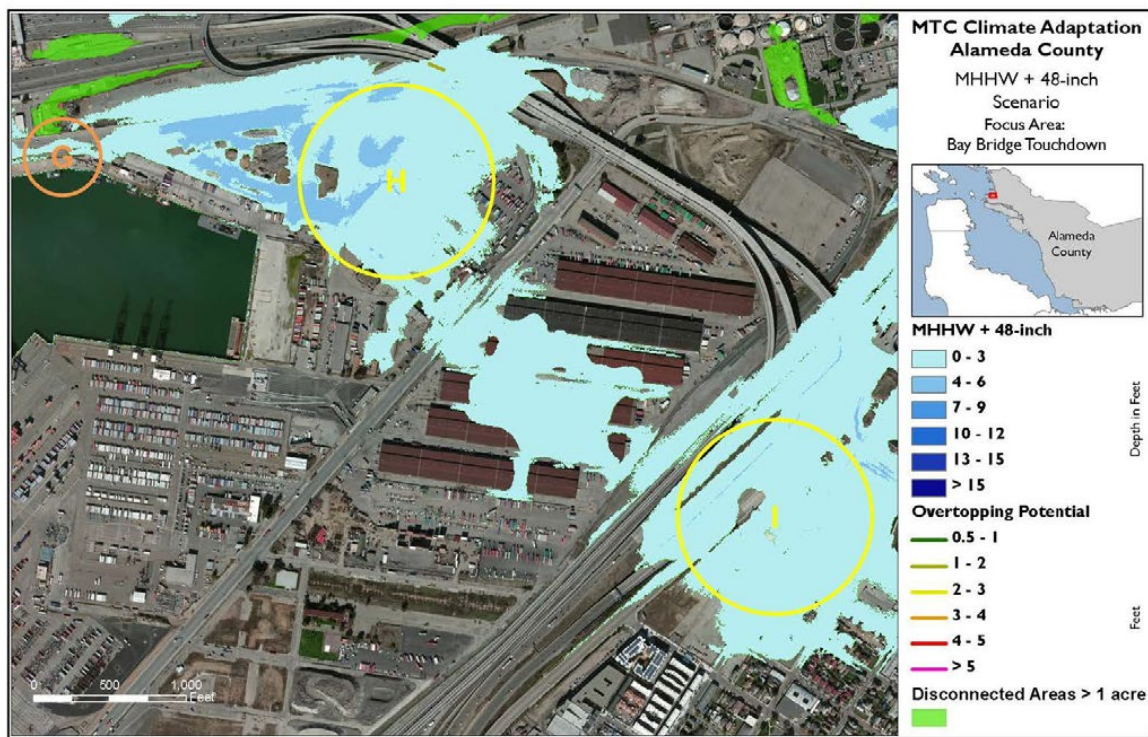 MTC Climate Adaptation
Alameda County
MHHW + 48-inch
Scenario
Focus Area:
Bay Bridge Touchdown
Alameda
County
MHHW + 48-inch
0 - 3
4 - 6
7 - 9
10 - 12
13 - 15
> 15
Depth in Feet
Overtopping Potential
0.5 - 1
1 - 2
2 - 3
3 - 4
4 - 5
> 5
Feet
Disconnected Areas > 1 acre
G
H
I
0 500 1,000
Feet